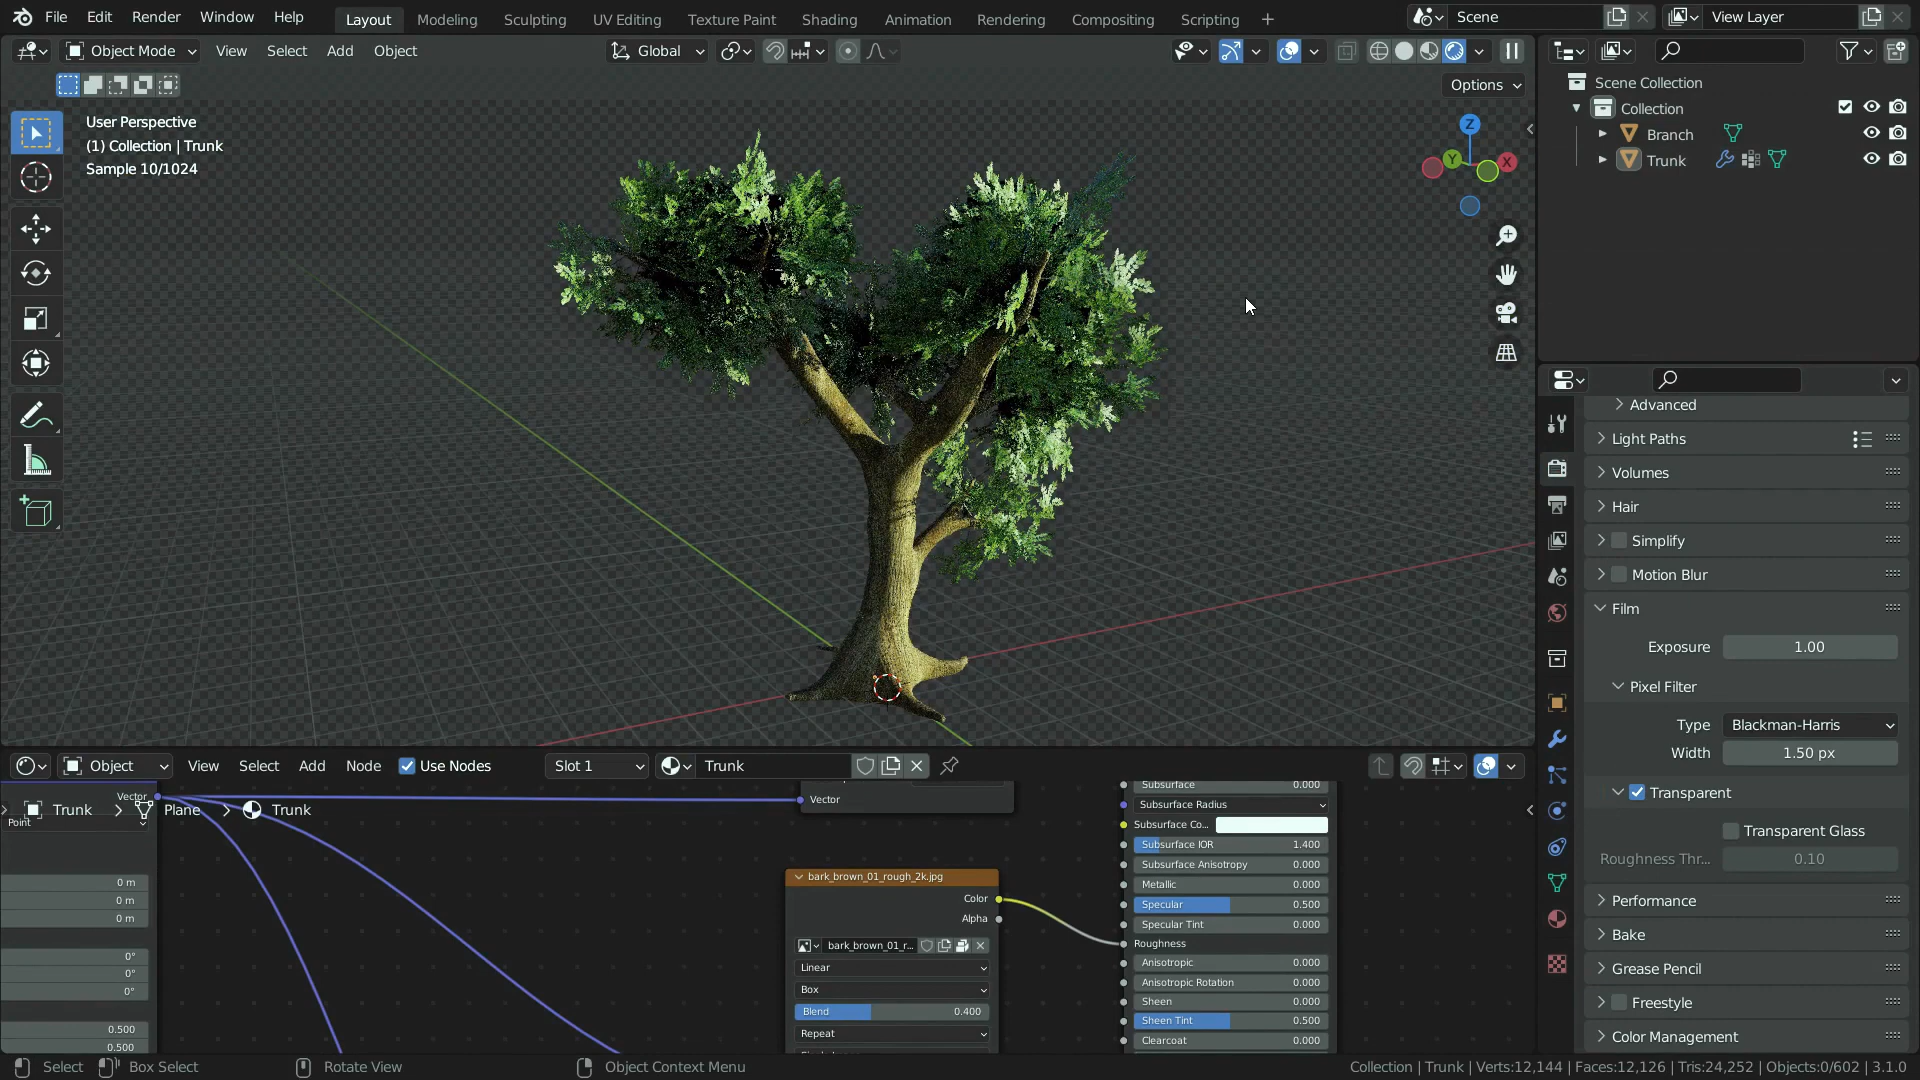 File Edit Render Window Help Layout Modeling Sculpting UV Editing Texture Paint Shading Animation Rendering Compositing Scripting + Scene View Layer
Object Mode View Select Add Object Global
Options
User Perspective
(1) Collection | Trunk
Sample 10/1024
Z
Y
X
Scene Collection
Collection
Branch
Trunk
Advanced
Light Paths
Volumes
Hair
Simplify
Motion Blur
Film
Exposure 1.00
Pixel Filter
Type Blackman-Harris
Width 1.50 px
Transparent
Transparent Glass
Roughness Thr... 0.10
Performance
Bake
Grease Pencil
Freestyle
Color Management
Object View Select Add Node Use Nodes Slot 1 Trunk
Vector
Trunk > Plane > Trunk
Point
0 m
0 m
0 m
0°
0°
0°
0.500
0.500
Vector
bark_brown_01_rough_2k.jpg
Color
Alpha
bark_brown_01_r...
Linear
Box
Blend 0.400
Repeat
Subsurface 0.000
Subsurface Radius
Subsurface Co...
Subsurface IOR 1.400
Subsurface Anisotropy 0.000
Metallic 0.000
Specular 0.500
Specular Tint 0.000
Roughness
Anisotropic 0.000
Anisotropic Rotation 0.000
Sheen 0.000
Sheen Tint 0.500
Clearcoat 0.000
Select Box Select Rotate View Object Context Menu Collection | Trunk | Verts:12,144 | Faces:12,126 | Tris:24,252 | Objects:0/602 | 3.1.0